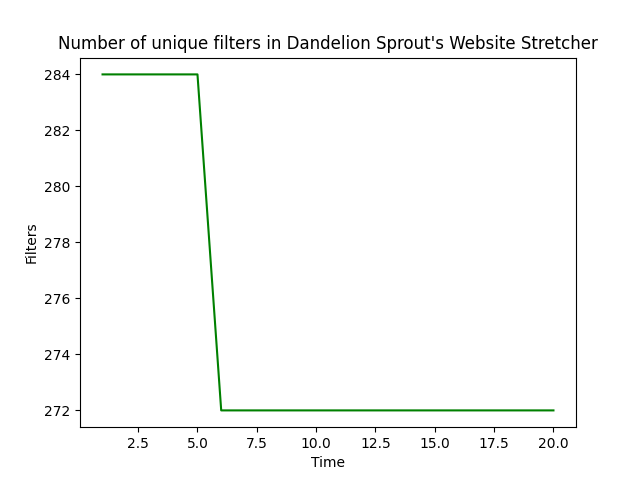 Number of unique filters in Dandelion Sprout's Website Stretcher
284
282
280
278
276
274
272
Filters
2.5 5.0 7.5 10.0 12.5 15.0 17.5 20.0
Time